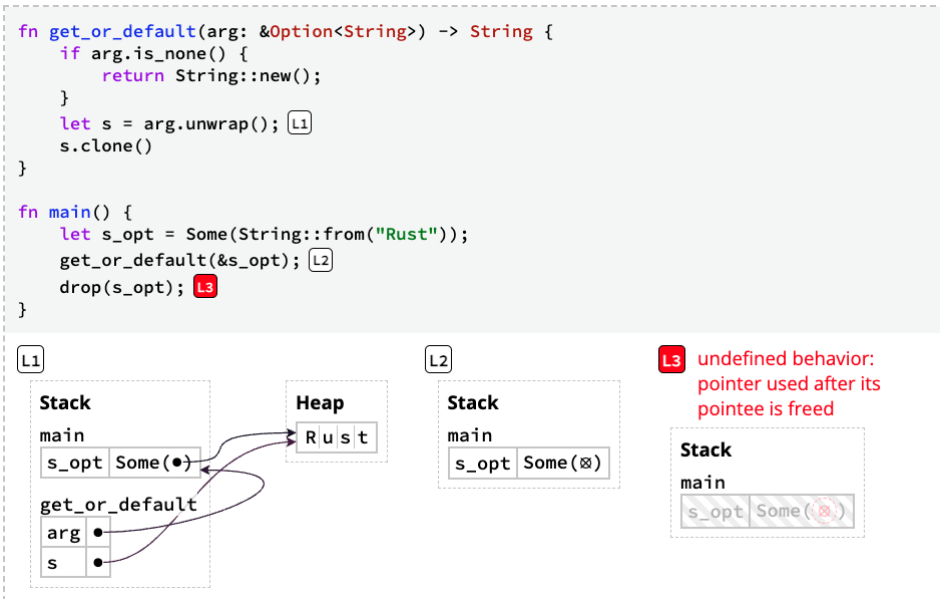 fn get_or_default(arg: &Option<String>) -> String {
    if arg.is_none() {
        return String::new();
    }
    let s = arg.unwrap(); L1
    s.clone()
}
fn main() {
    let s_opt = Some(String::from("Rust"));
    get_or_default(&s_opt); L2
    drop(s_opt); L3
}
L1
Stack
main
s_opt Some(●)
get_or_default
arg ●
s ●
Heap
R u s t
L2
Stack
main
s_opt Some(⊠)
L3 undefined behavior:
pointer used after its
pointee is freed
Stack
main
s_opt Some(⊠)